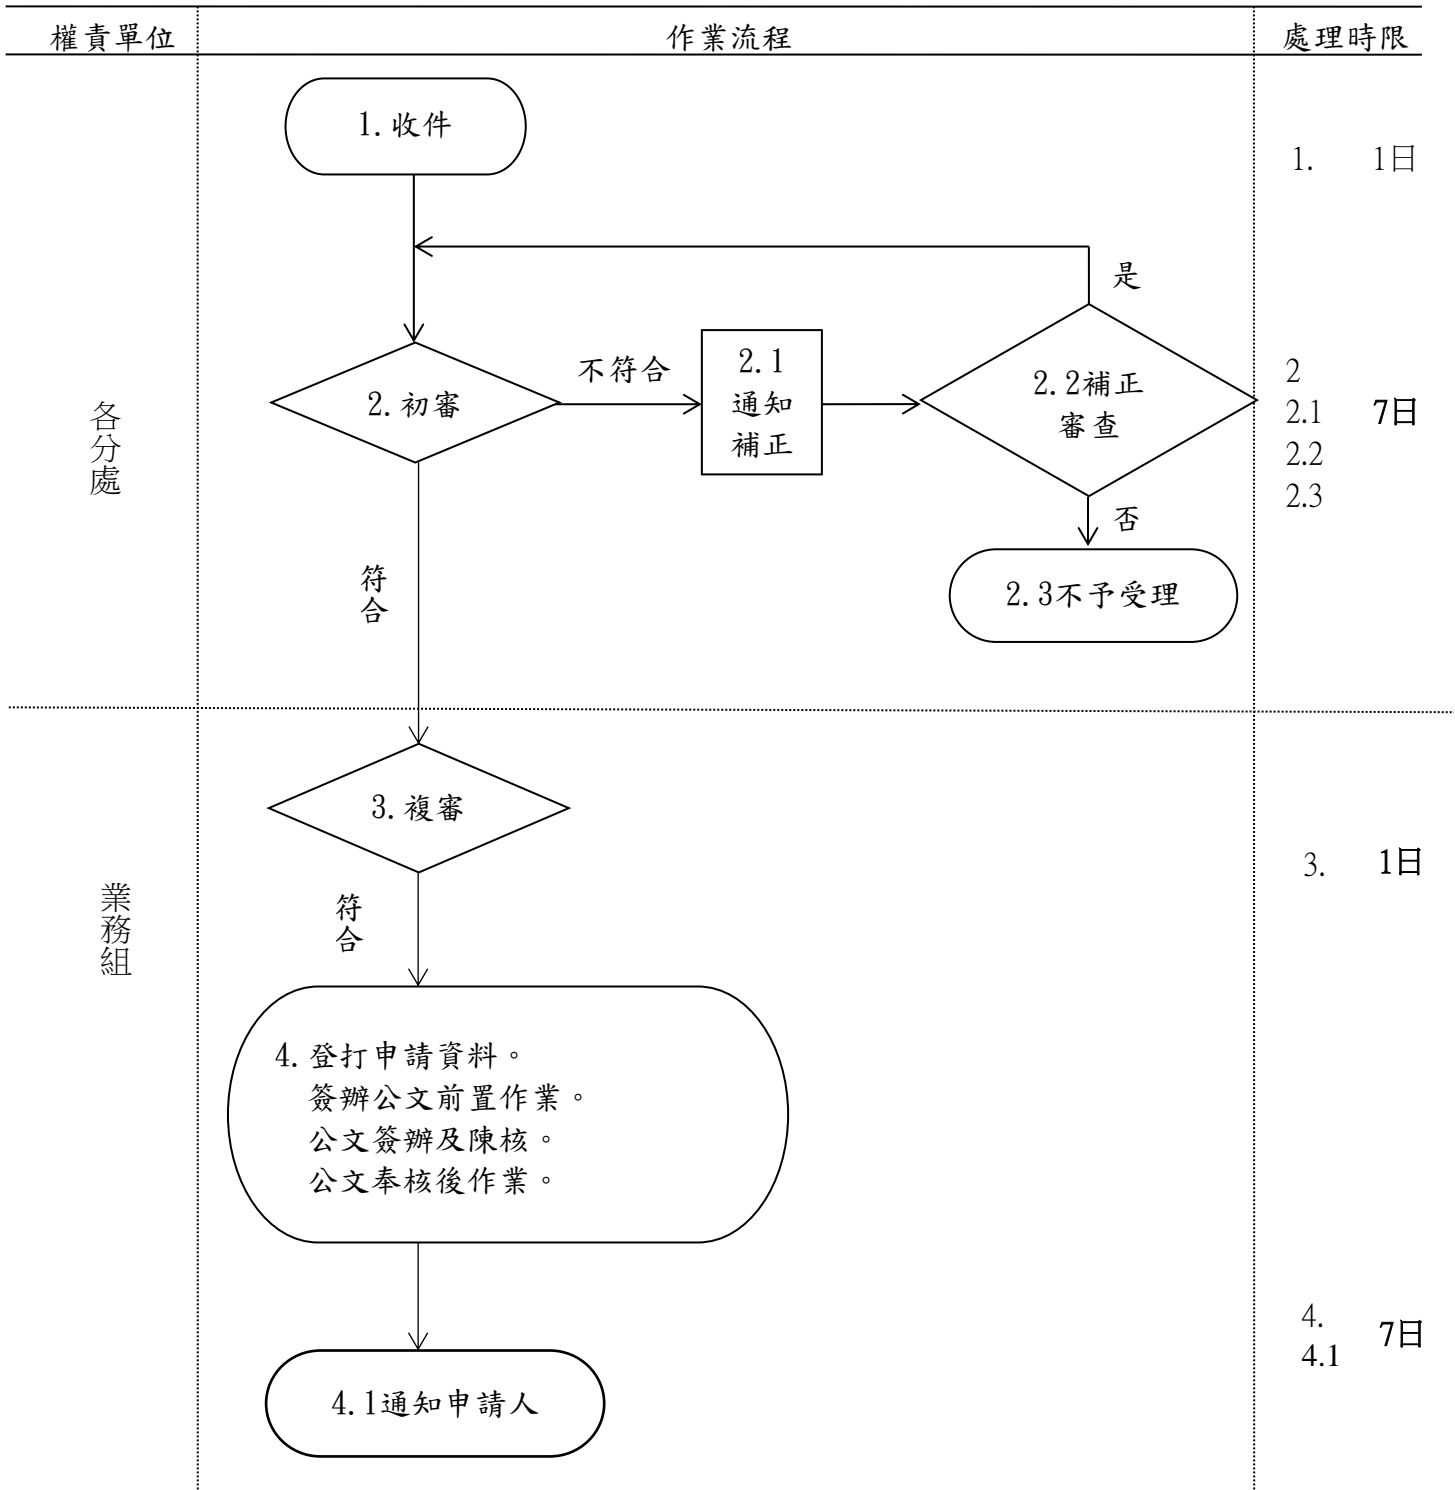 權責單位
作業流程
處理時限
1.收件
1. 1日
是
不符合
2.初審
2.1
通知
補正
2.2補正
審查
2
2.1 7日
2.2
2.3
各分處
否
2.3不予受理
符合
3.複審
3. 1日
業務組
符合
4.登打申請資料。
簽辦公文前置作業。
公文簽辦及陳核。
公文奉核後作業。
4.
4.1 7日
4.1通知申請人